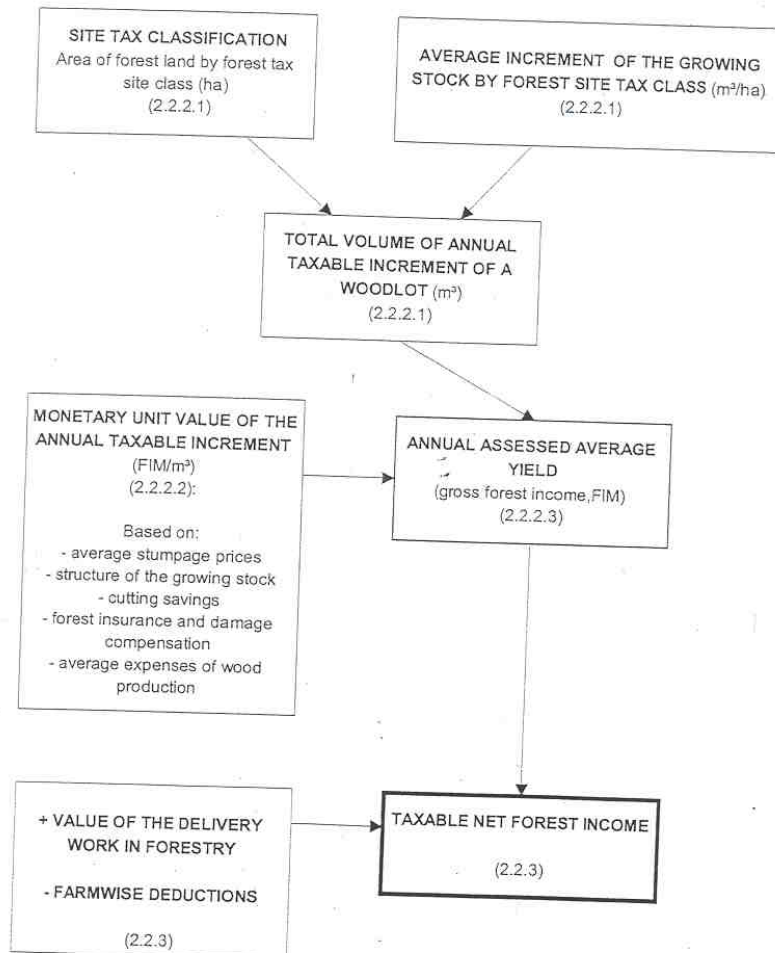 SITE TAX CLASSIFICATION
Area of forest land by forest tax
site class (ha)
(2.2.2.1)
AVERAGE INCREMENT OF THE GROWING
STOCK BY FOREST SITE TAX CLASS (m³/ha)
(2.2.2.1)
TOTAL VOLUME OF ANNUAL
TAXABLE INCREMENT OF A
WOODLOT (m³)
(2.2.2.1)
MONETARY UNIT VALUE OF THE
ANNUAL TAXABLE INCREMENT
(FIM/m³)
(2.2.2.2):
Based on:
- average stumpage prices
- structure of the growing stock
- cutting savings
- forest insurance and damage
compensation
- average expenses of wood
production
ANNUAL ASSESSED AVERAGE
YIELD
(gross forest income,FIM)
(2.2.2.3)
+ VALUE OF THE DELIVERY
WORK IN FORESTRY
- FARMWISE DEDUCTIONS
(2.2.3)
TAXABLE NET FOREST INCOME
(2.2.3)